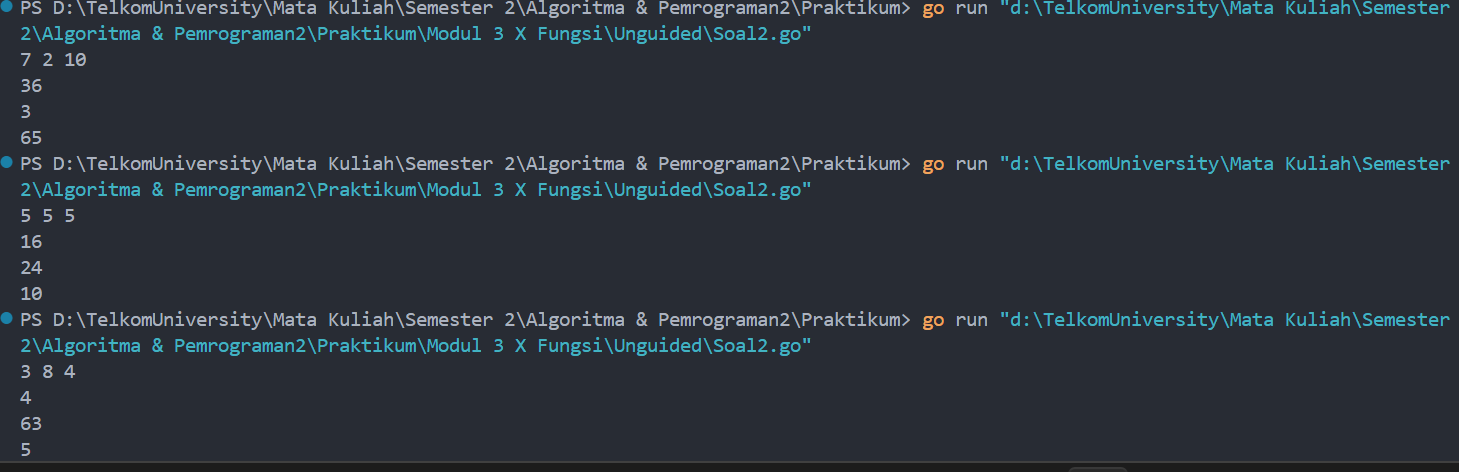 PS D:\TelkomUniversity\Mata Kuliah\Semester 2\Algoritma & Pemrograman2\Praktikum> go run "d:\TelkomUniversity\Mata Kuliah\Semester
2\Algoritma & Pemrograman2\Praktikum\Modul 3 X Fungsi\Unguided\Soal2.go"
7 2 10
36
3
65
PS D:\TelkomUniversity\Mata Kuliah\Semester 2\Algoritma & Pemrograman2\Praktikum> go run "d:\TelkomUniversity\Mata Kuliah\Semester
2\Algoritma & Pemrograman2\Praktikum\Modul 3 X Fungsi\Unguided\Soal2.go"
5 5 5
16
24
10
PS D:\TelkomUniversity\Mata Kuliah\Semester 2\Algoritma & Pemrograman2\Praktikum> go run "d:\TelkomUniversity\Mata Kuliah\Semester
2\Algoritma & Pemrograman2\Praktikum\Modul 3 X Fungsi\Unguided\Soal2.go"
3 8 4
4
63
5